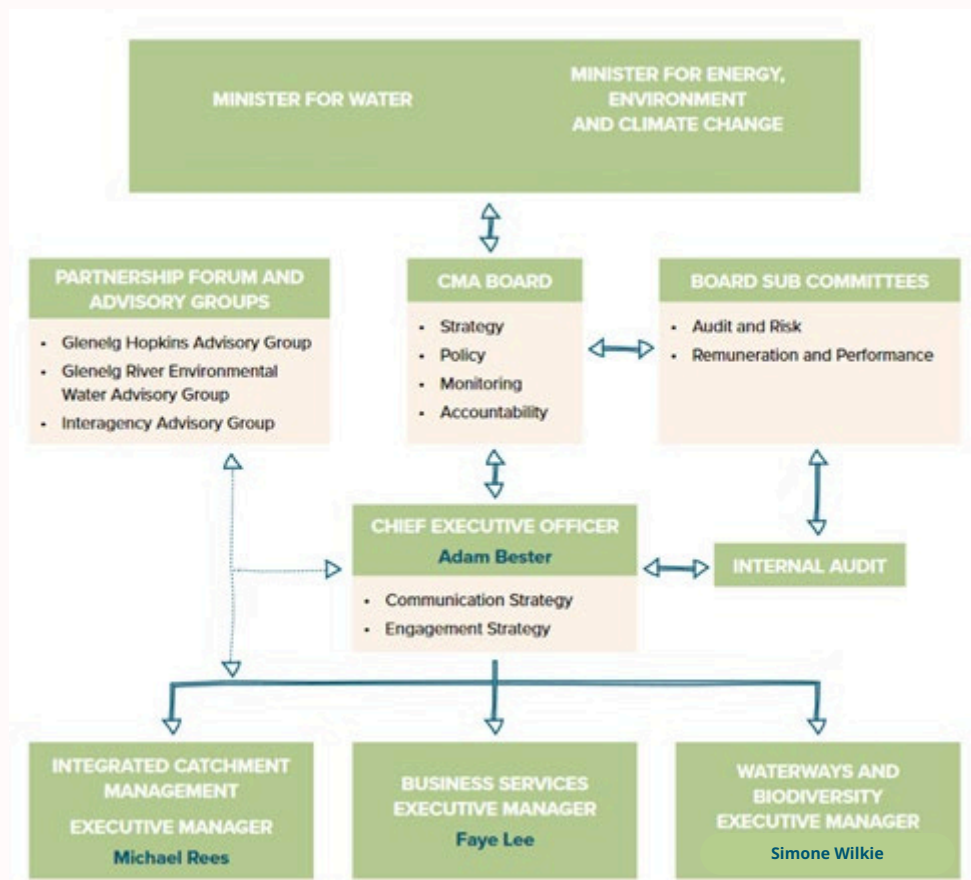 MINISTER FOR WATER
MINISTER FOR ENERGY,
ENVIRONMENT
AND CLIMATE CHANGE
PARTNERSHIP FORUM AND
ADVISORY GROUPS
• Glenelg Hopkins Advisory Group
• Glenelg River Environmental
Water Advisory Group
• Interagency Advisory Group
CMA BOARD
• Strategy
• Policy
• Monitoring
• Accountability
BOARD SUB COMMITTEES
• Audit and Risk
• Remuneration and Performance
CHIEF EXECUTIVE OFFICER
Adam Bester
• Communication Strategy
• Engagement Strategy
INTERNAL AUDIT
INTEGRATED CATCHMENT
MANAGEMENT
EXECUTIVE MANAGER
Michael Rees
BUSINESS SERVICES
EXECUTIVE MANAGER
Faye Lee
WATERWAYS AND
BIODIVERSITY
EXECUTIVE MANAGER
Simone Wilkie